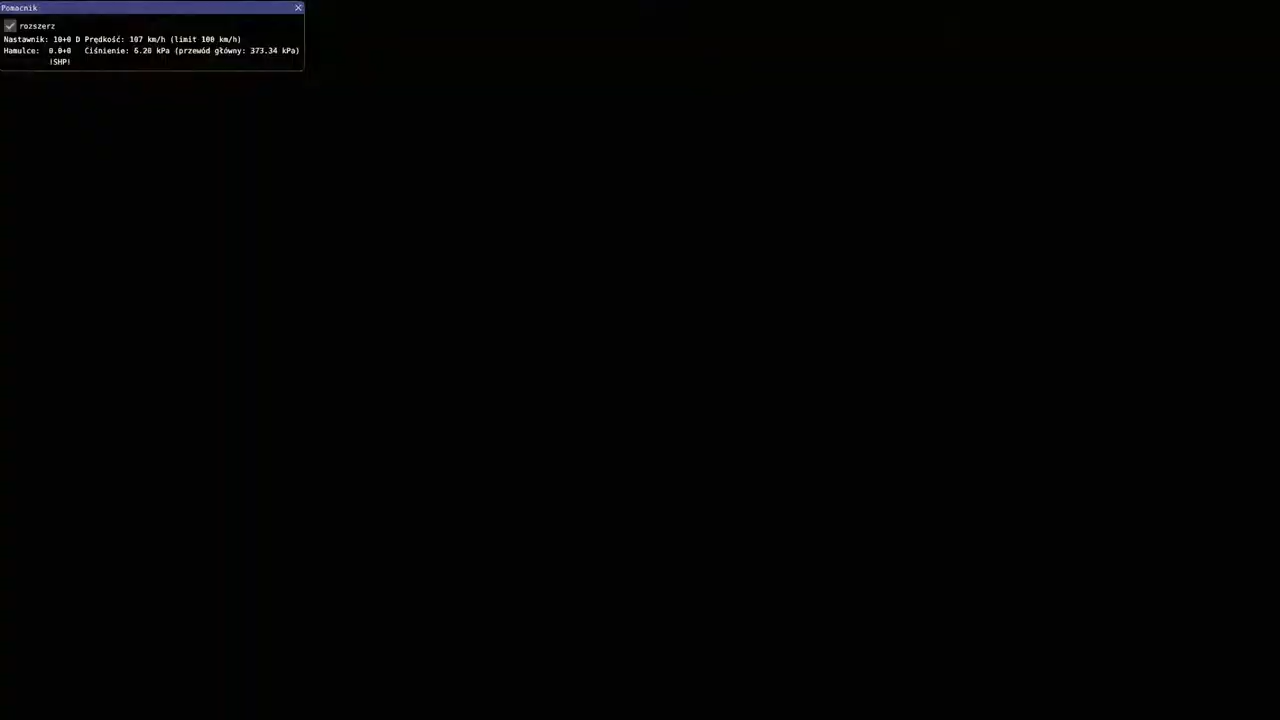 Pomacnik
rozszerz
Nastawnik: 10+0 D Prędkość: 107 km/h (limit 100 km/h)
Hamulce: 0.0+0 Ciśnienie: 6.20 kPa (przewód główny: 373.34 kPa)
!SHP!